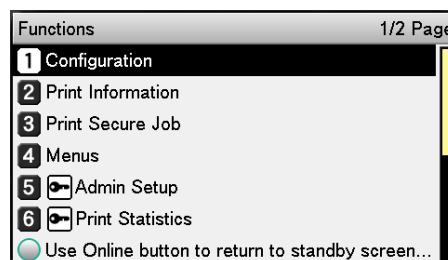 Functions 1/2 Page
1 Configuration
2 Print Information
3 Print Secure Job
4 Menus
5 Admin Setup
6 Print Statistics
Use Online button to return to standby screen...